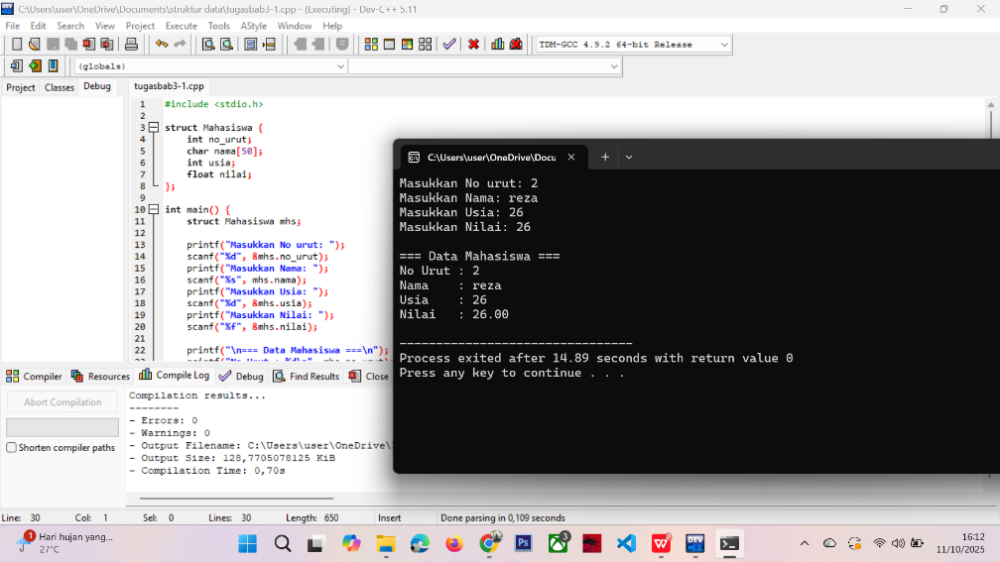 C:\Users\user\OneDrive\Documents\struktur data\tugasbab3-1.cpp - [Executing] - Dev-C++ 5.11
File Edit Search View Project Execute Tools AStyle Window Help
TDM-GCC 4.9.2 64-bit Release
(globals)
Project Classes Debug
tugasbab3-1.cpp
1 #include <stdio.h>
2
3 struct Mahasiswa {
4 int no_urut;
5 char nama[50];
6 int usia;
7 float nilai;
8 };
9
10 int main() {
11 struct Mahasiswa mhs;
12
13 printf("Masukkan No urut: ");
14 scanf("%d", &mhs.no_urut);
15 printf("Masukkan Nama: ");
16 scanf("%s", mhs.nama);
17 printf("Masukkan Usia: ");
18 scanf("%d", &mhs.usia);
19 printf("Masukkan Nilai: ");
20 scanf("%f", &mhs.nilai);
21
22 printf("\n=== Data Mahasiswa ===\n");
C:\Users\user\OneDrive\Docu
Masukkan No urut: 2
Masukkan Nama: reza
Masukkan Usia: 26
Masukkan Nilai: 26
=== Data Mahasiswa ===
No Urut : 2
Nama : reza
Usia : 26
Nilai : 26.00
--------------------------------
Process exited after 14.89 seconds with return value 0
Press any key to continue . . .
Compiler Resources Compile Log Debug Find Results Close
Abort Compilation
Shorten compiler paths
Compilation results...
--------
- Errors: 0
- Warnings: 0
- Output Filename: C:\Users\user\OneDrive\
- Output Size: 128,7705078125 KiB
- Compilation Time: 0,70s
Line: 30 Col: 1 Sel: 0 Lines: 30 Length: 650 Insert Done parsing in 0,109 seconds
1
Hari hujan yang...
27°C
Ps
3
DEV
16:12
11/10/2025